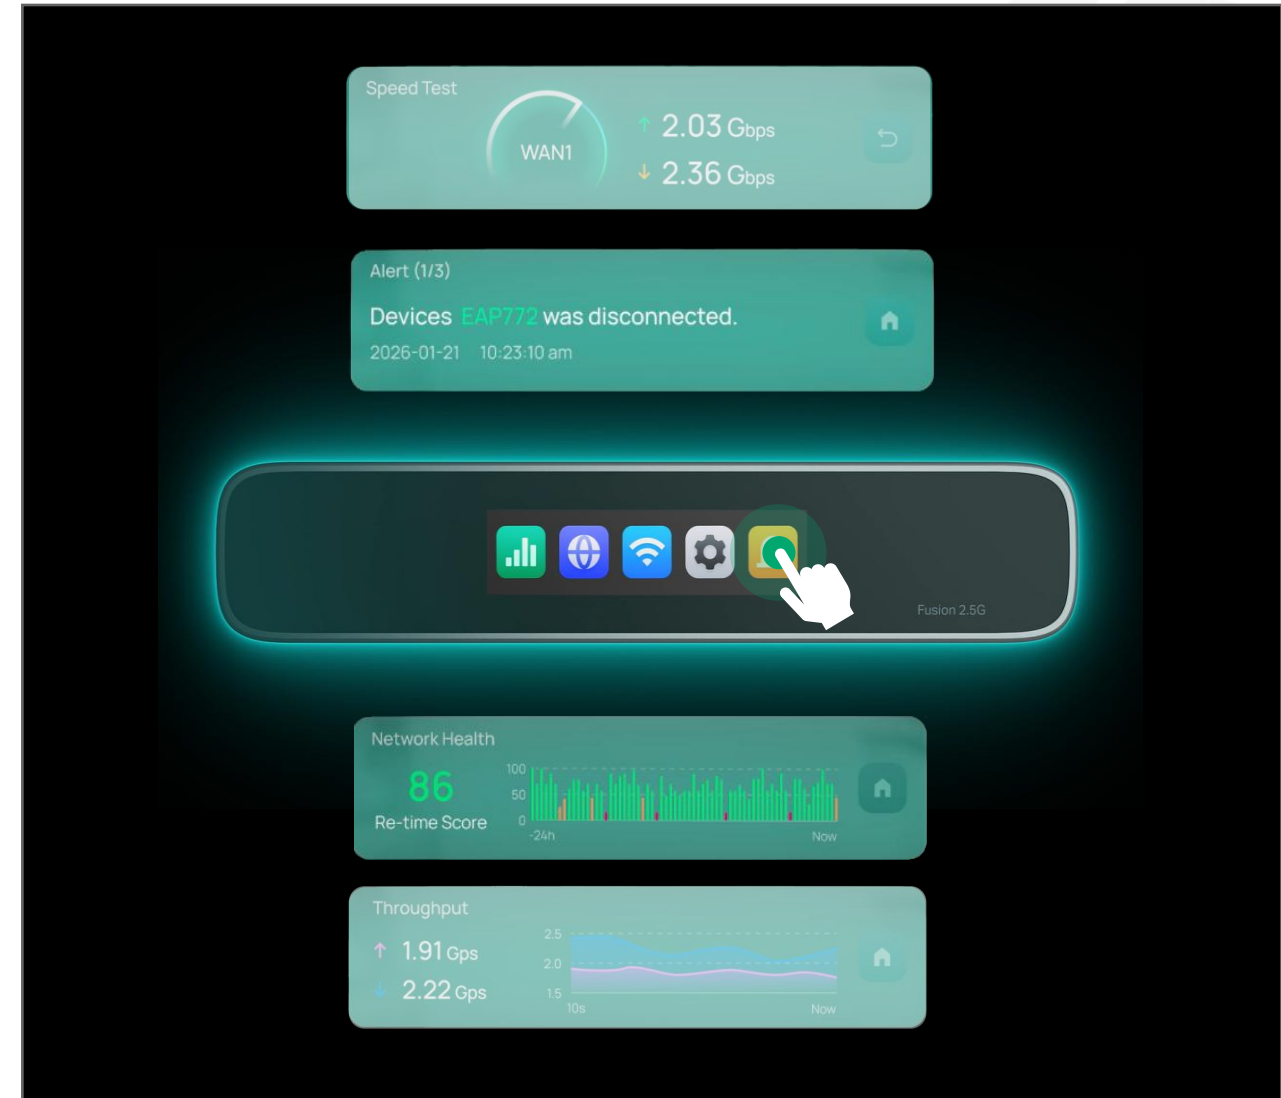 Speed Test
WAN1
↑ 2.03 Gbps
↓ 2.36 Gbps
Alert (1/3)
Devices EAP772 was disconnected.
2026-01-21 10:23:10 am
Fusion 2.5G
Network Health
86
Re-time Score
100
50
0
-24h Now
Throughput
↑ 1.91 Gps
↓ 2.22 Gps
2.5
2.0
1.5
10s Now